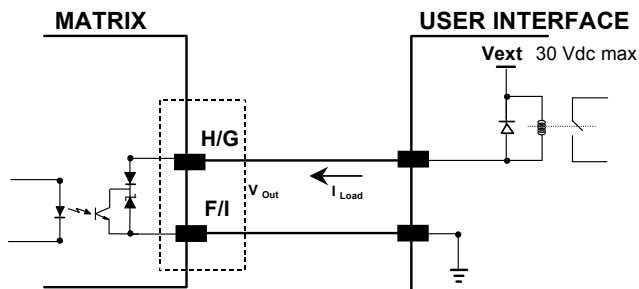 MATRIX
USER INTERFACE
Vext 30 Vdc max
H/G
V Out
I Load
F/I